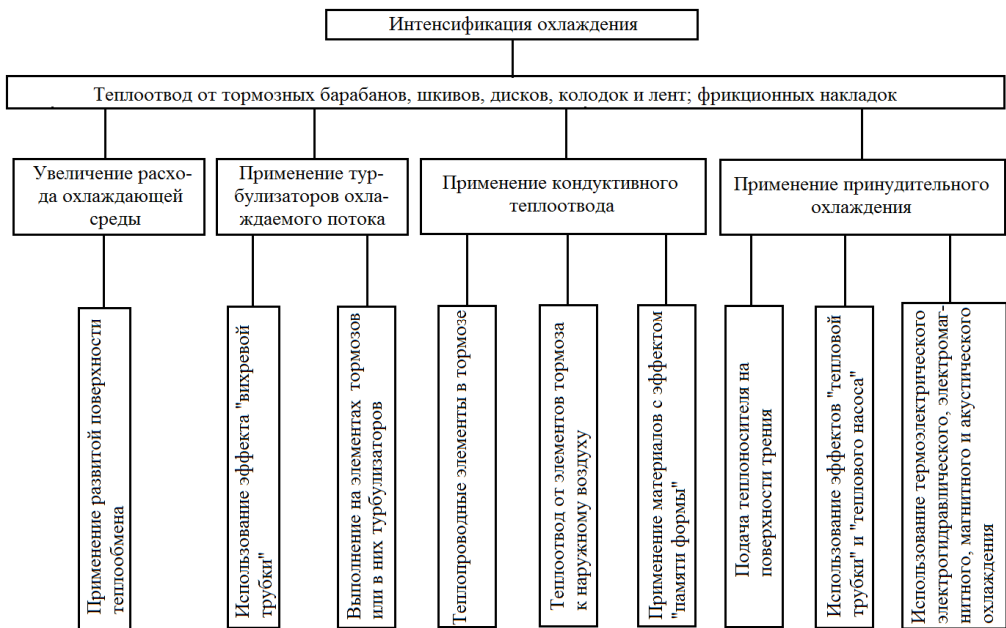 Интенсификация охлаждения
Теплоотвод от тормозных барабанов, шкивов, дисков, колодок и лент; фрикционных накладок
Увеличение расхо-
да охлаждающей
среды
Применение тур-
булизаторов охла-
ждаемого потока
Применение кондуктивного
теплоотвода
Применение принудительного
охлаждения
Применение развитой поверхности
теплообмена
Использование эффекта "вихревой
трубки"
Выполнение на элементах тормозов
или в них турбулизаторов
Теплопроводные элементы в тормозе
Теплоотвод от элементов тормоза
к наружному воздуху
Применение материалов с эффектом
"памяти формы"
Подача теплоносителя на
поверхности трения
Использование эффектов "тепловой
трубки" и "теплового насоса"
Использование термоэлектрического
электрогидравлического, электромаг-
нитного, магнитного и акустического
охлаждения